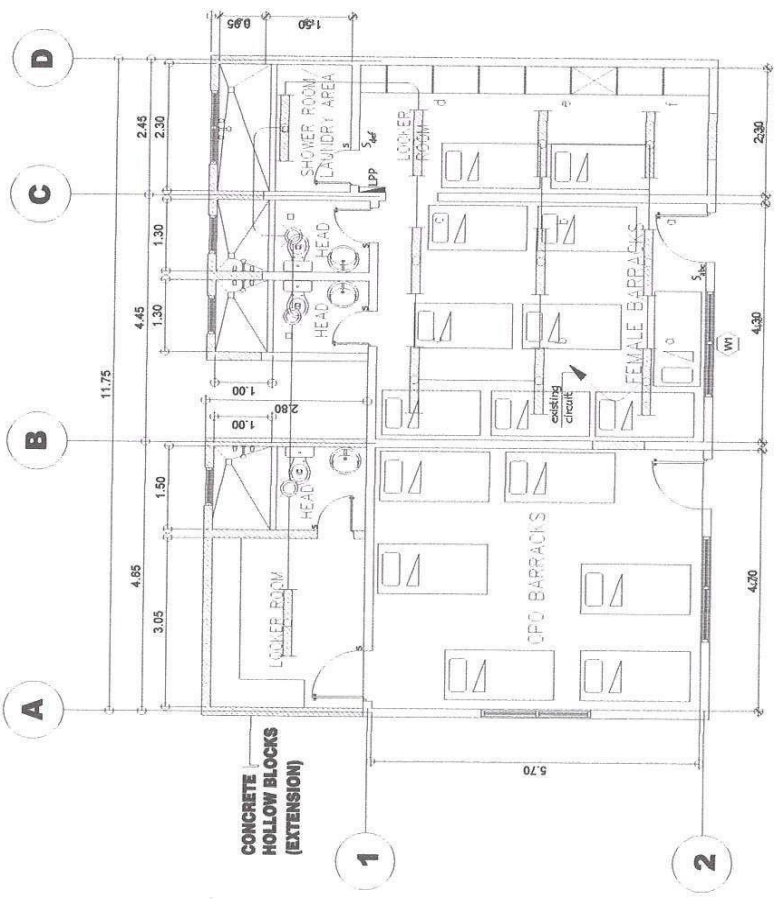 A
B
C
D
11.75
4.85
4.45
2.45
3.05
1.50
1.30
1.30
2.30
1.00
1.00
2.80
0.95
1.50
CONCRETE
HOLLOW BLOCKS
(EXTENSION)
LOCKER ROOM
HEAD
HEAD
HEAD
SHOWER ROOM
LAUNDRY AREA
S
S
S
S
S
Sdef
LPP
1
LOCKER
ROOM
d
e
f
c
b
b
a
a
existing
circuit
CPO BARRACKS
FEMALE BARRACKS
Sabc
5.70
2
W1
4.70
4.30
2.30